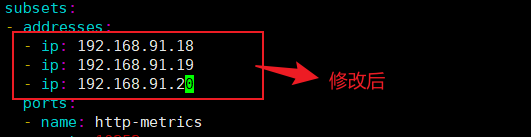 subsets:
- addresses:
  - ip: 192.168.91.18
  - ip: 192.168.91.19
  - ip: 192.168.91.20
修改后
  ports:
  - name: http-metrics